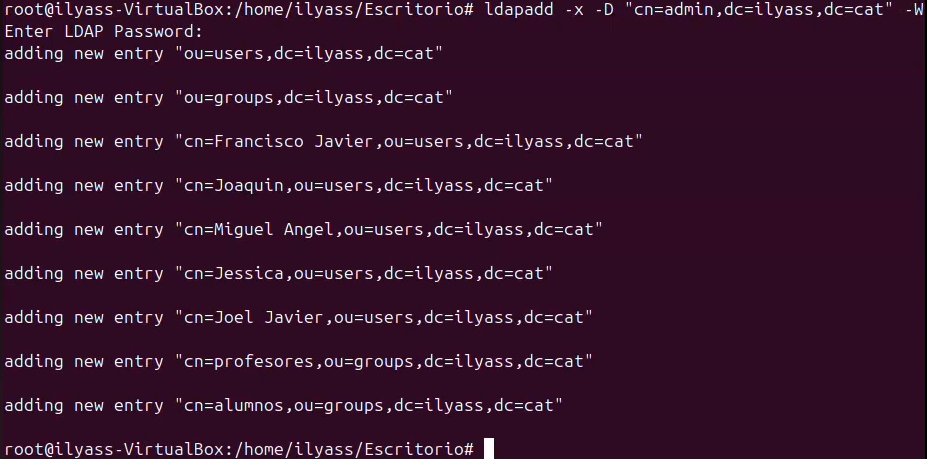 root@ilyass-VirtualBox:/home/ilyass/Escritorio# ldapadd -x -D "cn=admin,dc=ilyass,dc=cat" -W
Enter LDAP Password:
adding new entry "ou=users,dc=ilyass,dc=cat"
adding new entry "ou=groups,dc=ilyass,dc=cat"
adding new entry "cn=Francisco Javier,ou=users,dc=ilyass,dc=cat"
adding new entry "cn=Joaquin,ou=users,dc=ilyass,dc=cat"
adding new entry "cn=Miguel Angel,ou=users,dc=ilyass,dc=cat"
adding new entry "cn=Jessica,ou=users,dc=ilyass,dc=cat"
adding new entry "cn=Joel Javier,ou=users,dc=ilyass,dc=cat"
adding new entry "cn=profesores,ou=groups,dc=ilyass,dc=cat"
adding new entry "cn=alumnos,ou=groups,dc=ilyass,dc=cat"
root@ilyass-VirtualBox:/home/ilyass/Escritorio#